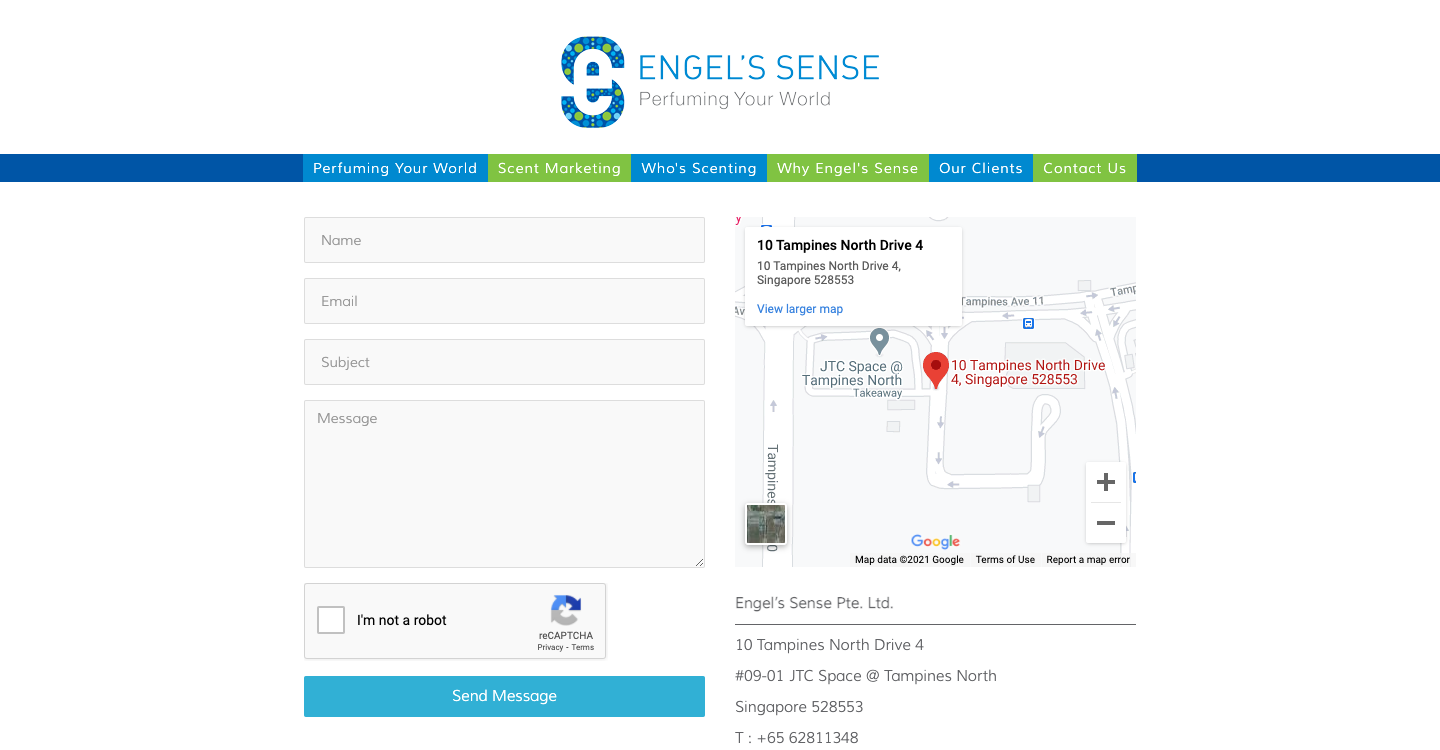 ENGEL'S SENSE
Perfuming Your World
Perfuming Your World
Scent Marketing
Who's Scenting
Why Engel's Sense
Our Clients
Contact Us
Name
Email
Subject
Message
I'm not a robot
reCAPTCHA
Privacy - Terms
Send Message
10 Tampines North Drive 4
10 Tampines North Drive 4,
Singapore 528553
View larger map
Tampines Ave 11
JTC Space @
Tampines North
Takeaway
10 Tampines North Drive
4, Singapore 528553
Tampines
Google
Map data ©2021 Google
Terms of Use
Report a map error
Engel's Sense Pte. Ltd.
10 Tampines North Drive 4
#09-01 JTC Space @ Tampines North
Singapore 528553
T : +65 62811348